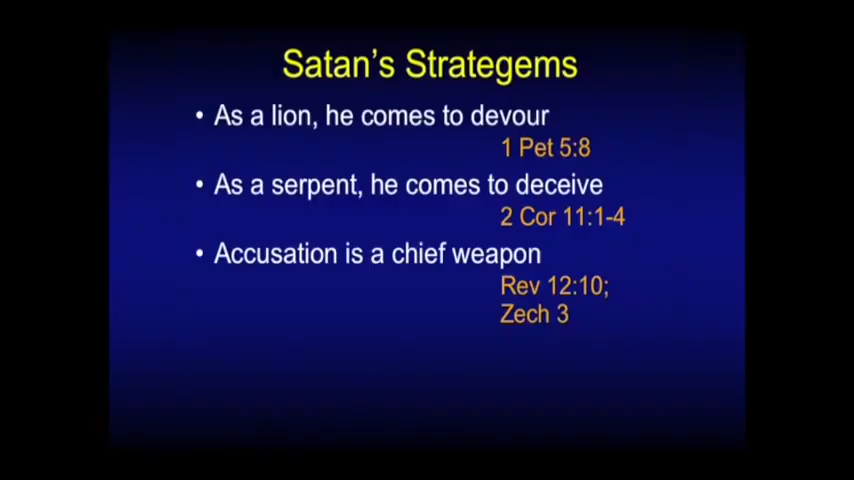 Satan's Strategems
• As a lion, he comes to devour
1 Pet 5:8
• As a serpent, he comes to deceive
2 Cor 11:1-4
• Accusation is a chief weapon
Rev 12:10;
Zech 3